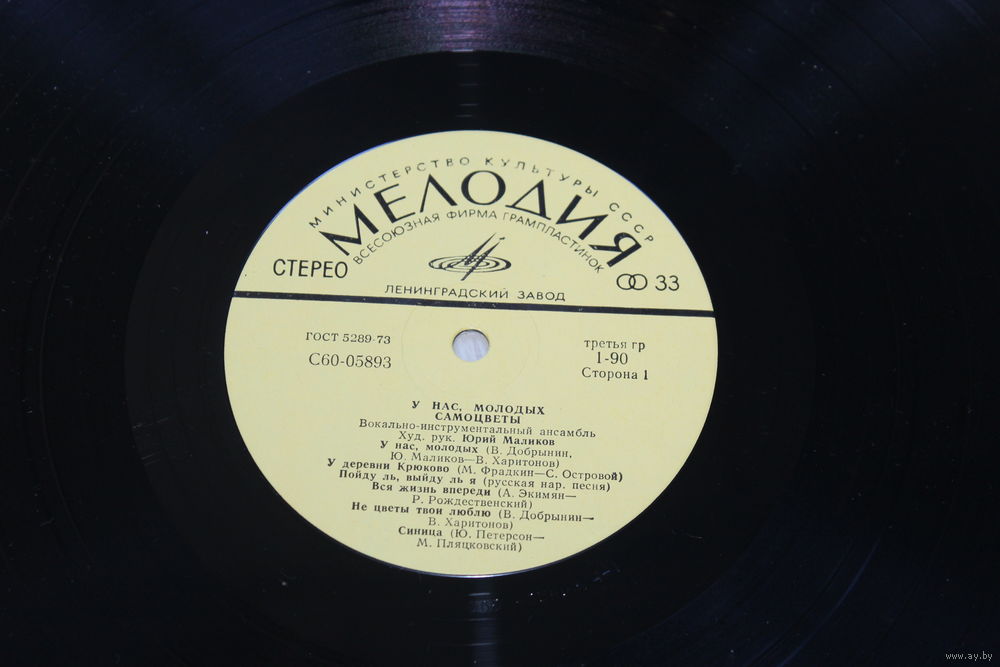 МИНИСТЕРСТВО КУЛЬТУРЫ СССР
МЕЛОДИЯ
ВСЕСОЮЗНАЯ ФИРМА ГРАМПЛАСТИНОК
СТЕРЕО
33
ЛЕНИНГРАДСКИЙ ЗАВОД
ГОСТ 5289-73
С60-05893
третья гр
1-90
Сторона 1
У НАС, МОЛОДЫХ
САМОЦВЕТЫ
Вокально-инструментальный ансамбль
Худ. рук. Юрий Маликов
У нас, молодых (В. Добрынин,
Ю. Маликов—В. Харитонов)
У деревни Крюково (М. Фрадкин—С. Островой)
Пойду ль, выйду ль я (русская нар. песня)
Вся жизнь впереди (А. Экимян—
Р. Рождественский)
Не цветы твои люблю (В. Добрынин—
В. Харитонов)
Синица (Ю. Петерсон—
М. Пляцковский)
www.ay.by